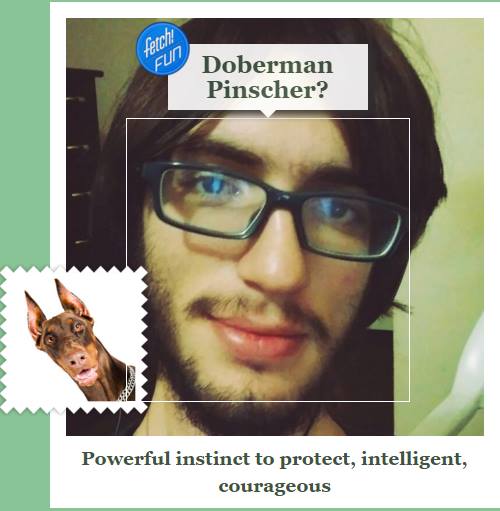 fetch!
FUN
Doberman
Pinscher?
Powerful instinct to protect, intelligent,
courageous